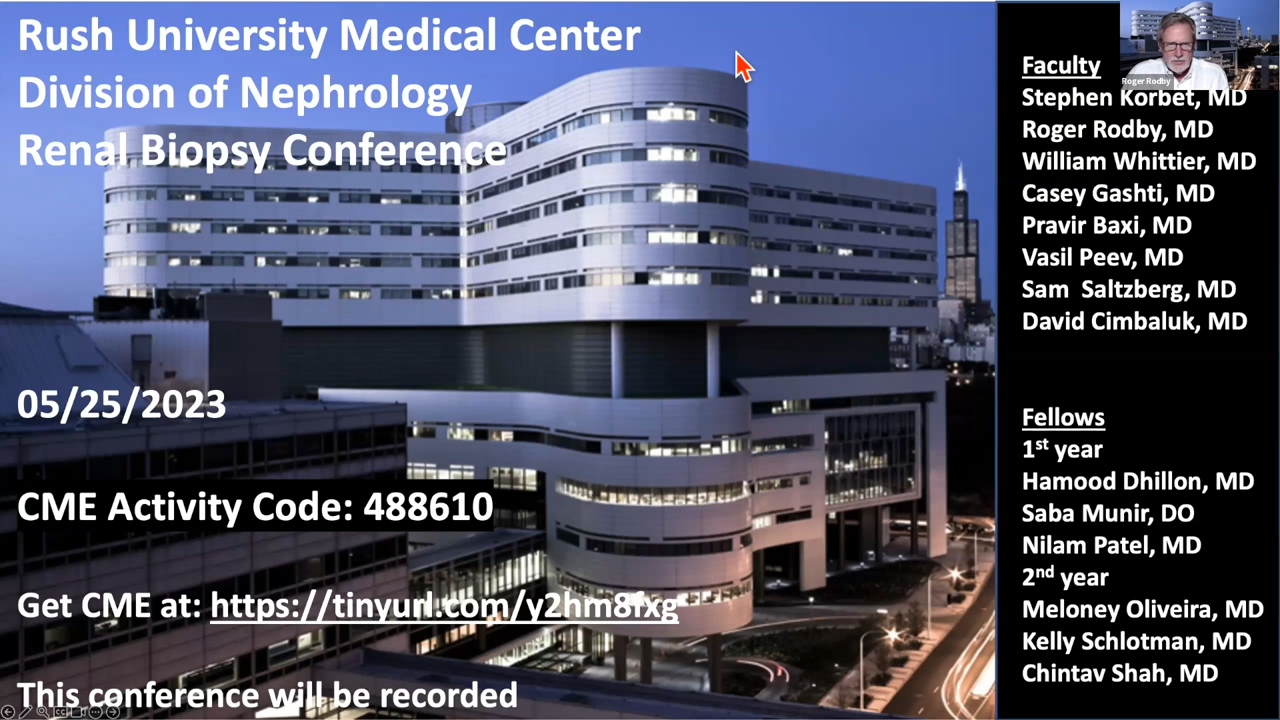 Rush University Medical Center
Division of Nephrology
Renal Biopsy Conference
05/25/2023
CME Activity Code: 488610
Get CME at: https://tinyurl.com/y2hm8fxg
This conference will be recorded
Roger Rodby
Faculty
Stephen Korbet, MD
Roger Rodby, MD
William Whittier, MD
Casey Gashti, MD
Pravir Baxi, MD
Vasil Peev, MD
Sam Saltzberg, MD
David Cimbaluk, MD
Fellows
1st year
Hamood Dhillon, MD
Saba Munir, DO
Nilam Patel, MD
2nd year
Meloney Oliveira, MD
Kelly Schlotman, MD
Chintav Shah, MD